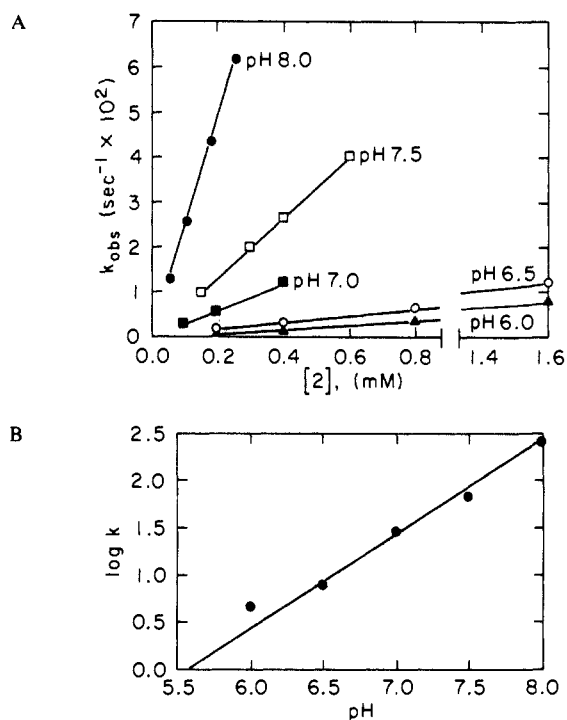 A
7
6
5
4
3
2
1
0
k_obs (sec⁻¹ × 10²)
pH 8.0
pH 7.5
pH 7.0
pH 6.5
pH 6.0
0.0 0.2 0.4 0.6 0.8 1.4 1.6
[2], (mM)
B
2.5
2.0
1.5
1.0
0.5
0.0
log k
5.5 6.0 6.5 7.0 7.5 8.0
pH